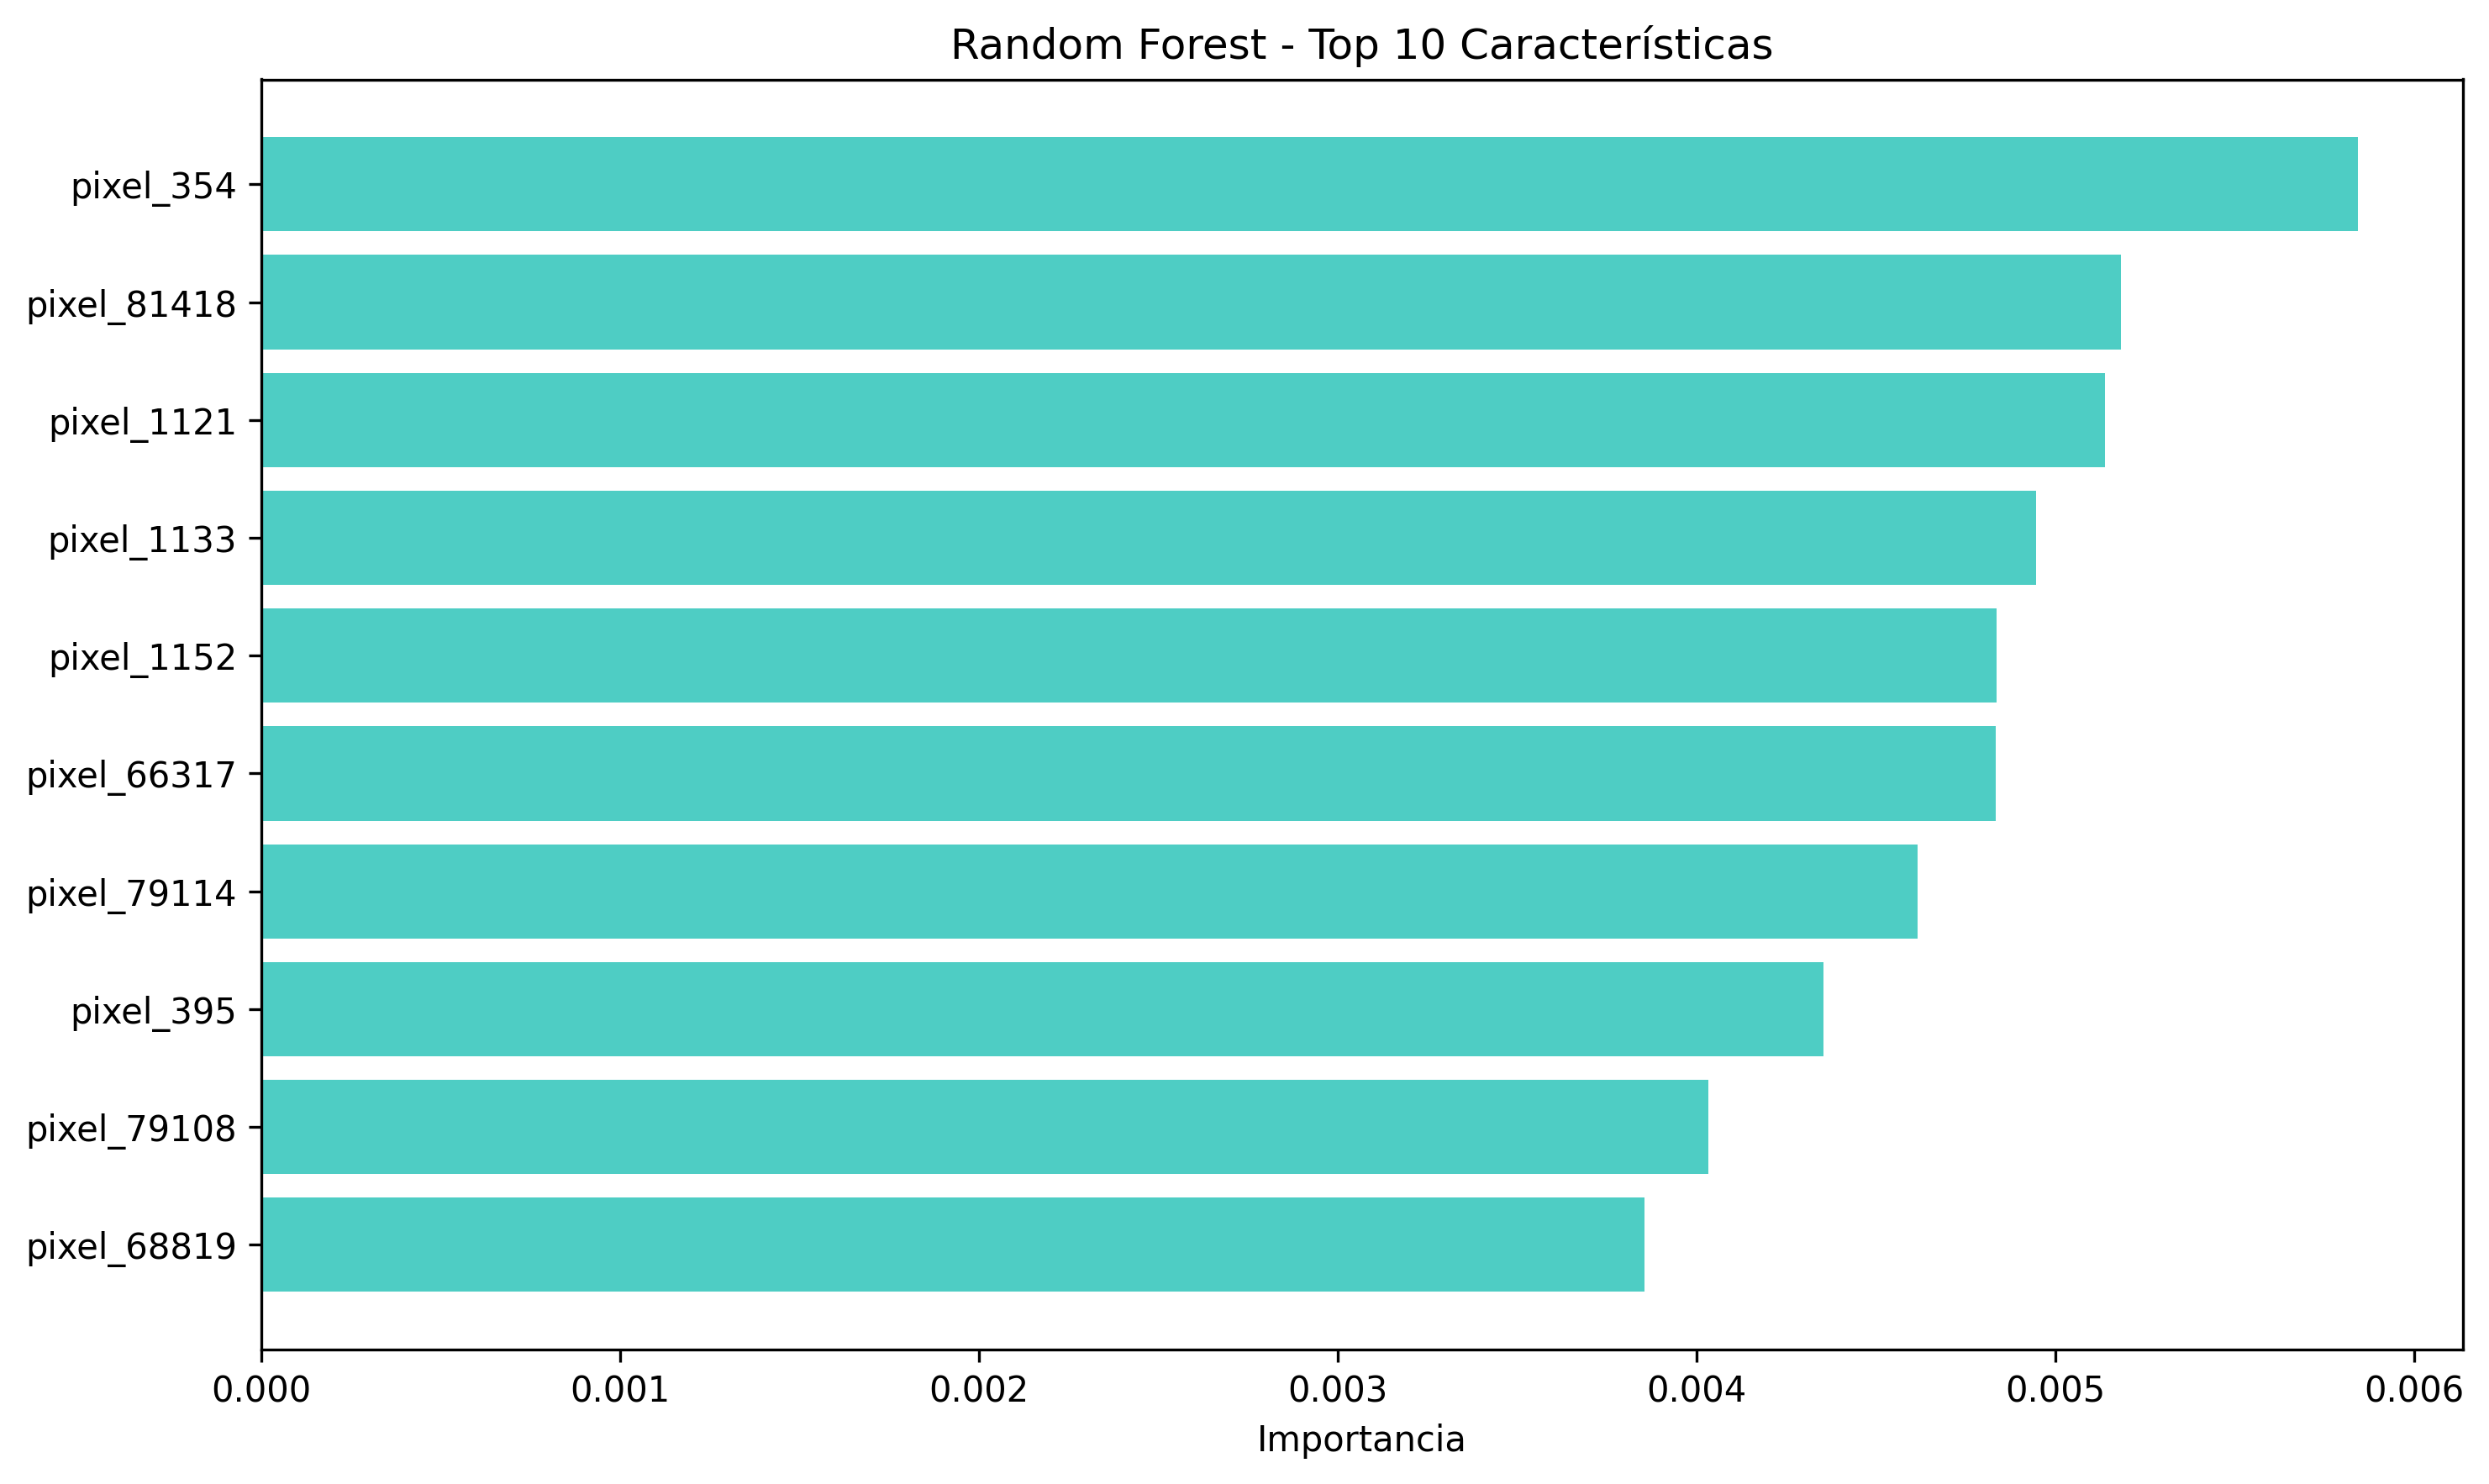 Random Forest - Top 10 Características
pixel_354
pixel_81418
pixel_1121
pixel_1133
pixel_1152
pixel_66317
pixel_79114
pixel_395
pixel_79108
pixel_68819
0.000 0.001 0.002 0.003 0.004 0.005 0.006
Importancia